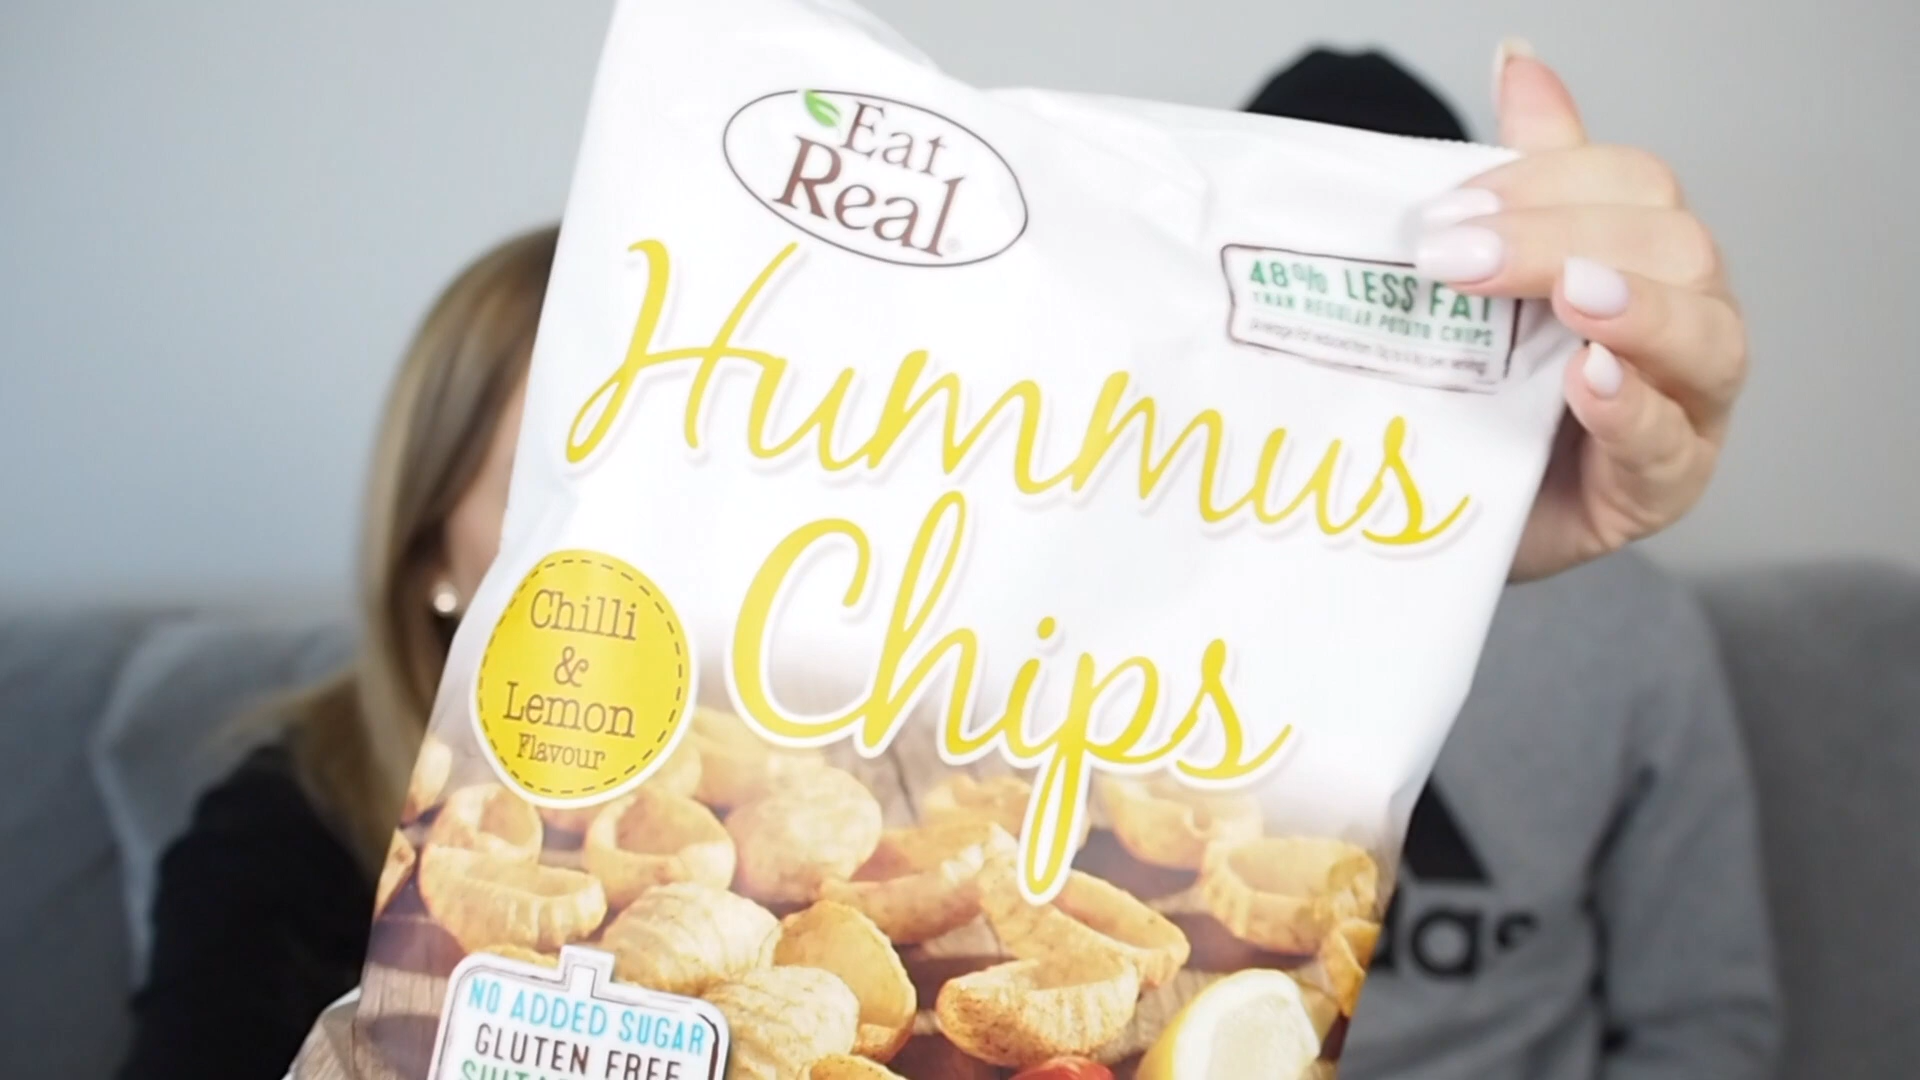 Eat
Real
48% LESS FAT
THAN REGULAR POTATO CHIPS
Hummus
Chips
Chilli
&
Lemon
Flavour
NO ADDED SUGAR
GLUTEN FREE